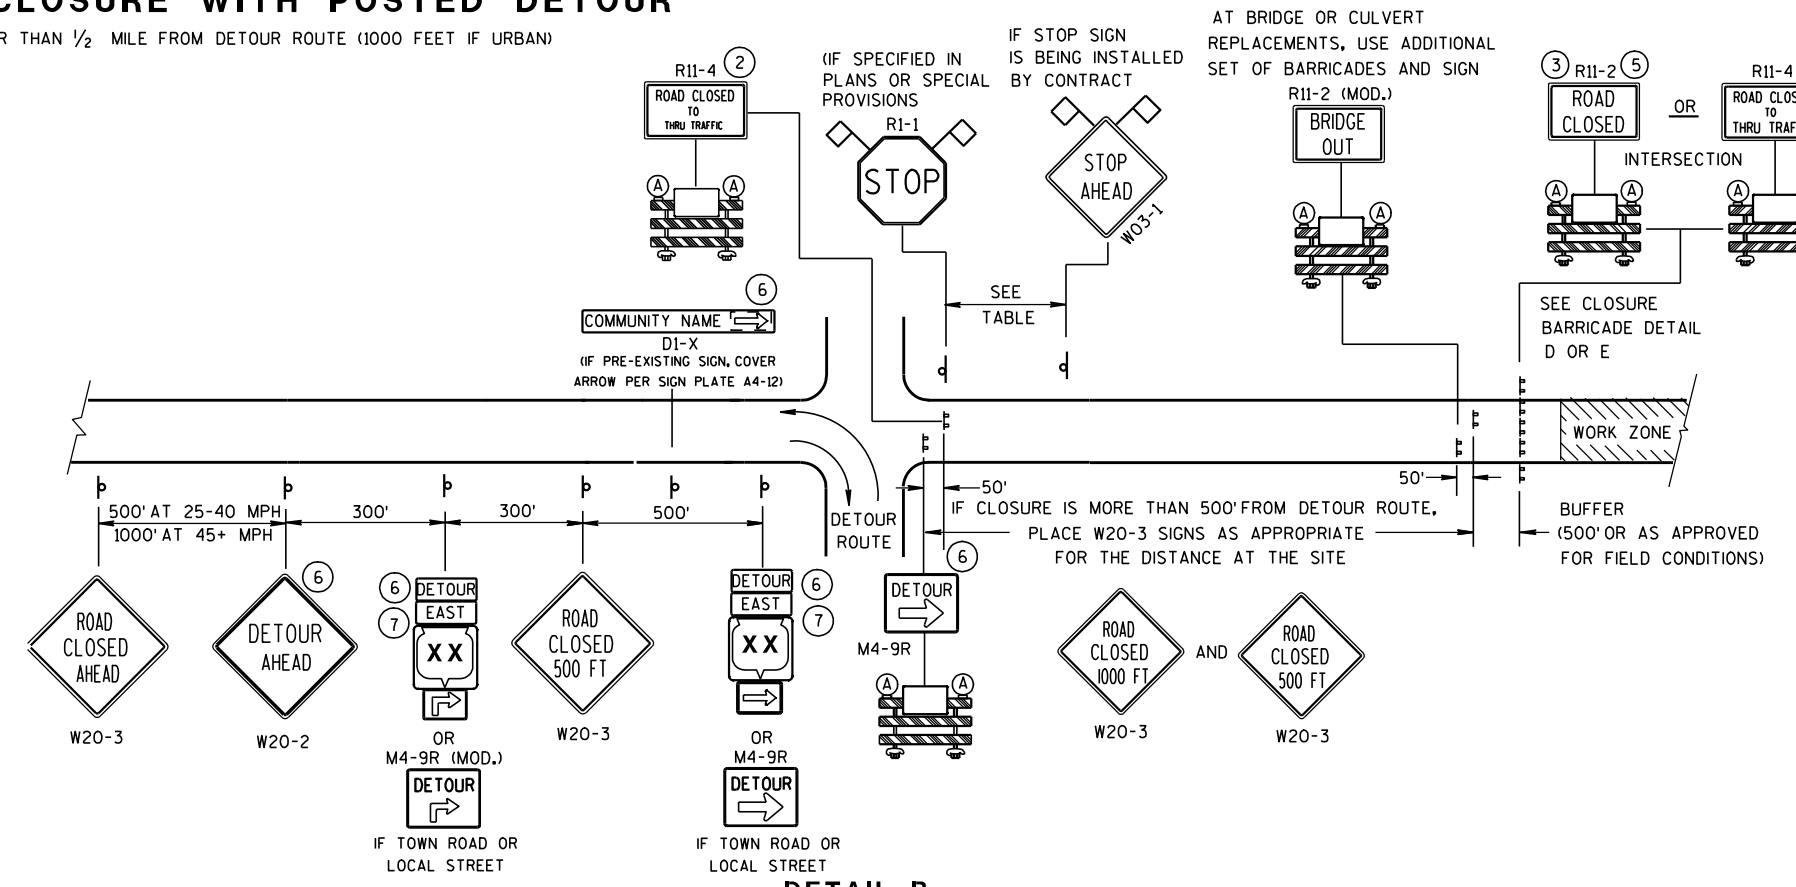 CLOSURE WITH POSTED DETOUR
R THAN 1/2 MILE FROM DETOUR ROUTE (1000 FEET IF URBAN)
R11-4 2
ROAD CLOSED
TO
THRU TRAFFIC
A A
(IF SPECIFIED IN
PLANS OR SPECIAL
PROVISIONS
R1-1
STOP
IF STOP SIGN
IS BEING INSTALLED
BY CONTRACT
STOP
AHEAD
WO3-1
SEE
TABLE
AT BRIDGE OR CULVERT
REPLACEMENTS, USE ADDITIONAL
SET OF BARRICADES AND SIGN
R11-2 (MOD.)
BRIDGE
OUT
A A
3 R11-2 5
ROAD
CLOSED
OR
R11-4
ROAD CLOS
TO
THRU TRAF
INTERSECTION
A A
A
SEE CLOSURE
BARRICADE DETAIL
D OR E
6
COMMUNITY NAME
D1-X
(IF PRE-EXISTING SIGN, COVER
ARROW PER SIGN PLATE A4-12)
WORK ZONE
500' AT 25-40 MPH
1000' AT 45+ MPH
300'
300'
500'
DETOUR
ROUTE
50'
50'
IF CLOSURE IS MORE THAN 500' FROM DETOUR ROUTE,
PLACE W20-3 SIGNS AS APPROPRIATE
FOR THE DISTANCE AT THE SITE
BUFFER
(500' OR AS APPROVED
FOR FIELD CONDITIONS)
ROAD
CLOSED
AHEAD
W20-3
6
DETOUR
AHEAD
W20-2
6
7
DETOUR
EAST
XX
OR
M4-9R (MOD.)
DETOUR
IF TOWN ROAD OR
LOCAL STREET
ROAD
CLOSED
500 FT
W20-3
DETOUR
EAST
XX
6
7
OR
M4-9R
DETOUR
IF TOWN ROAD OR
LOCAL STREET
6
DETOUR
M4-9R
A A
ROAD
CLOSED
1000 FT
W20-3
AND
ROAD
CLOSED
500 FT
W20-3
DETAIL B